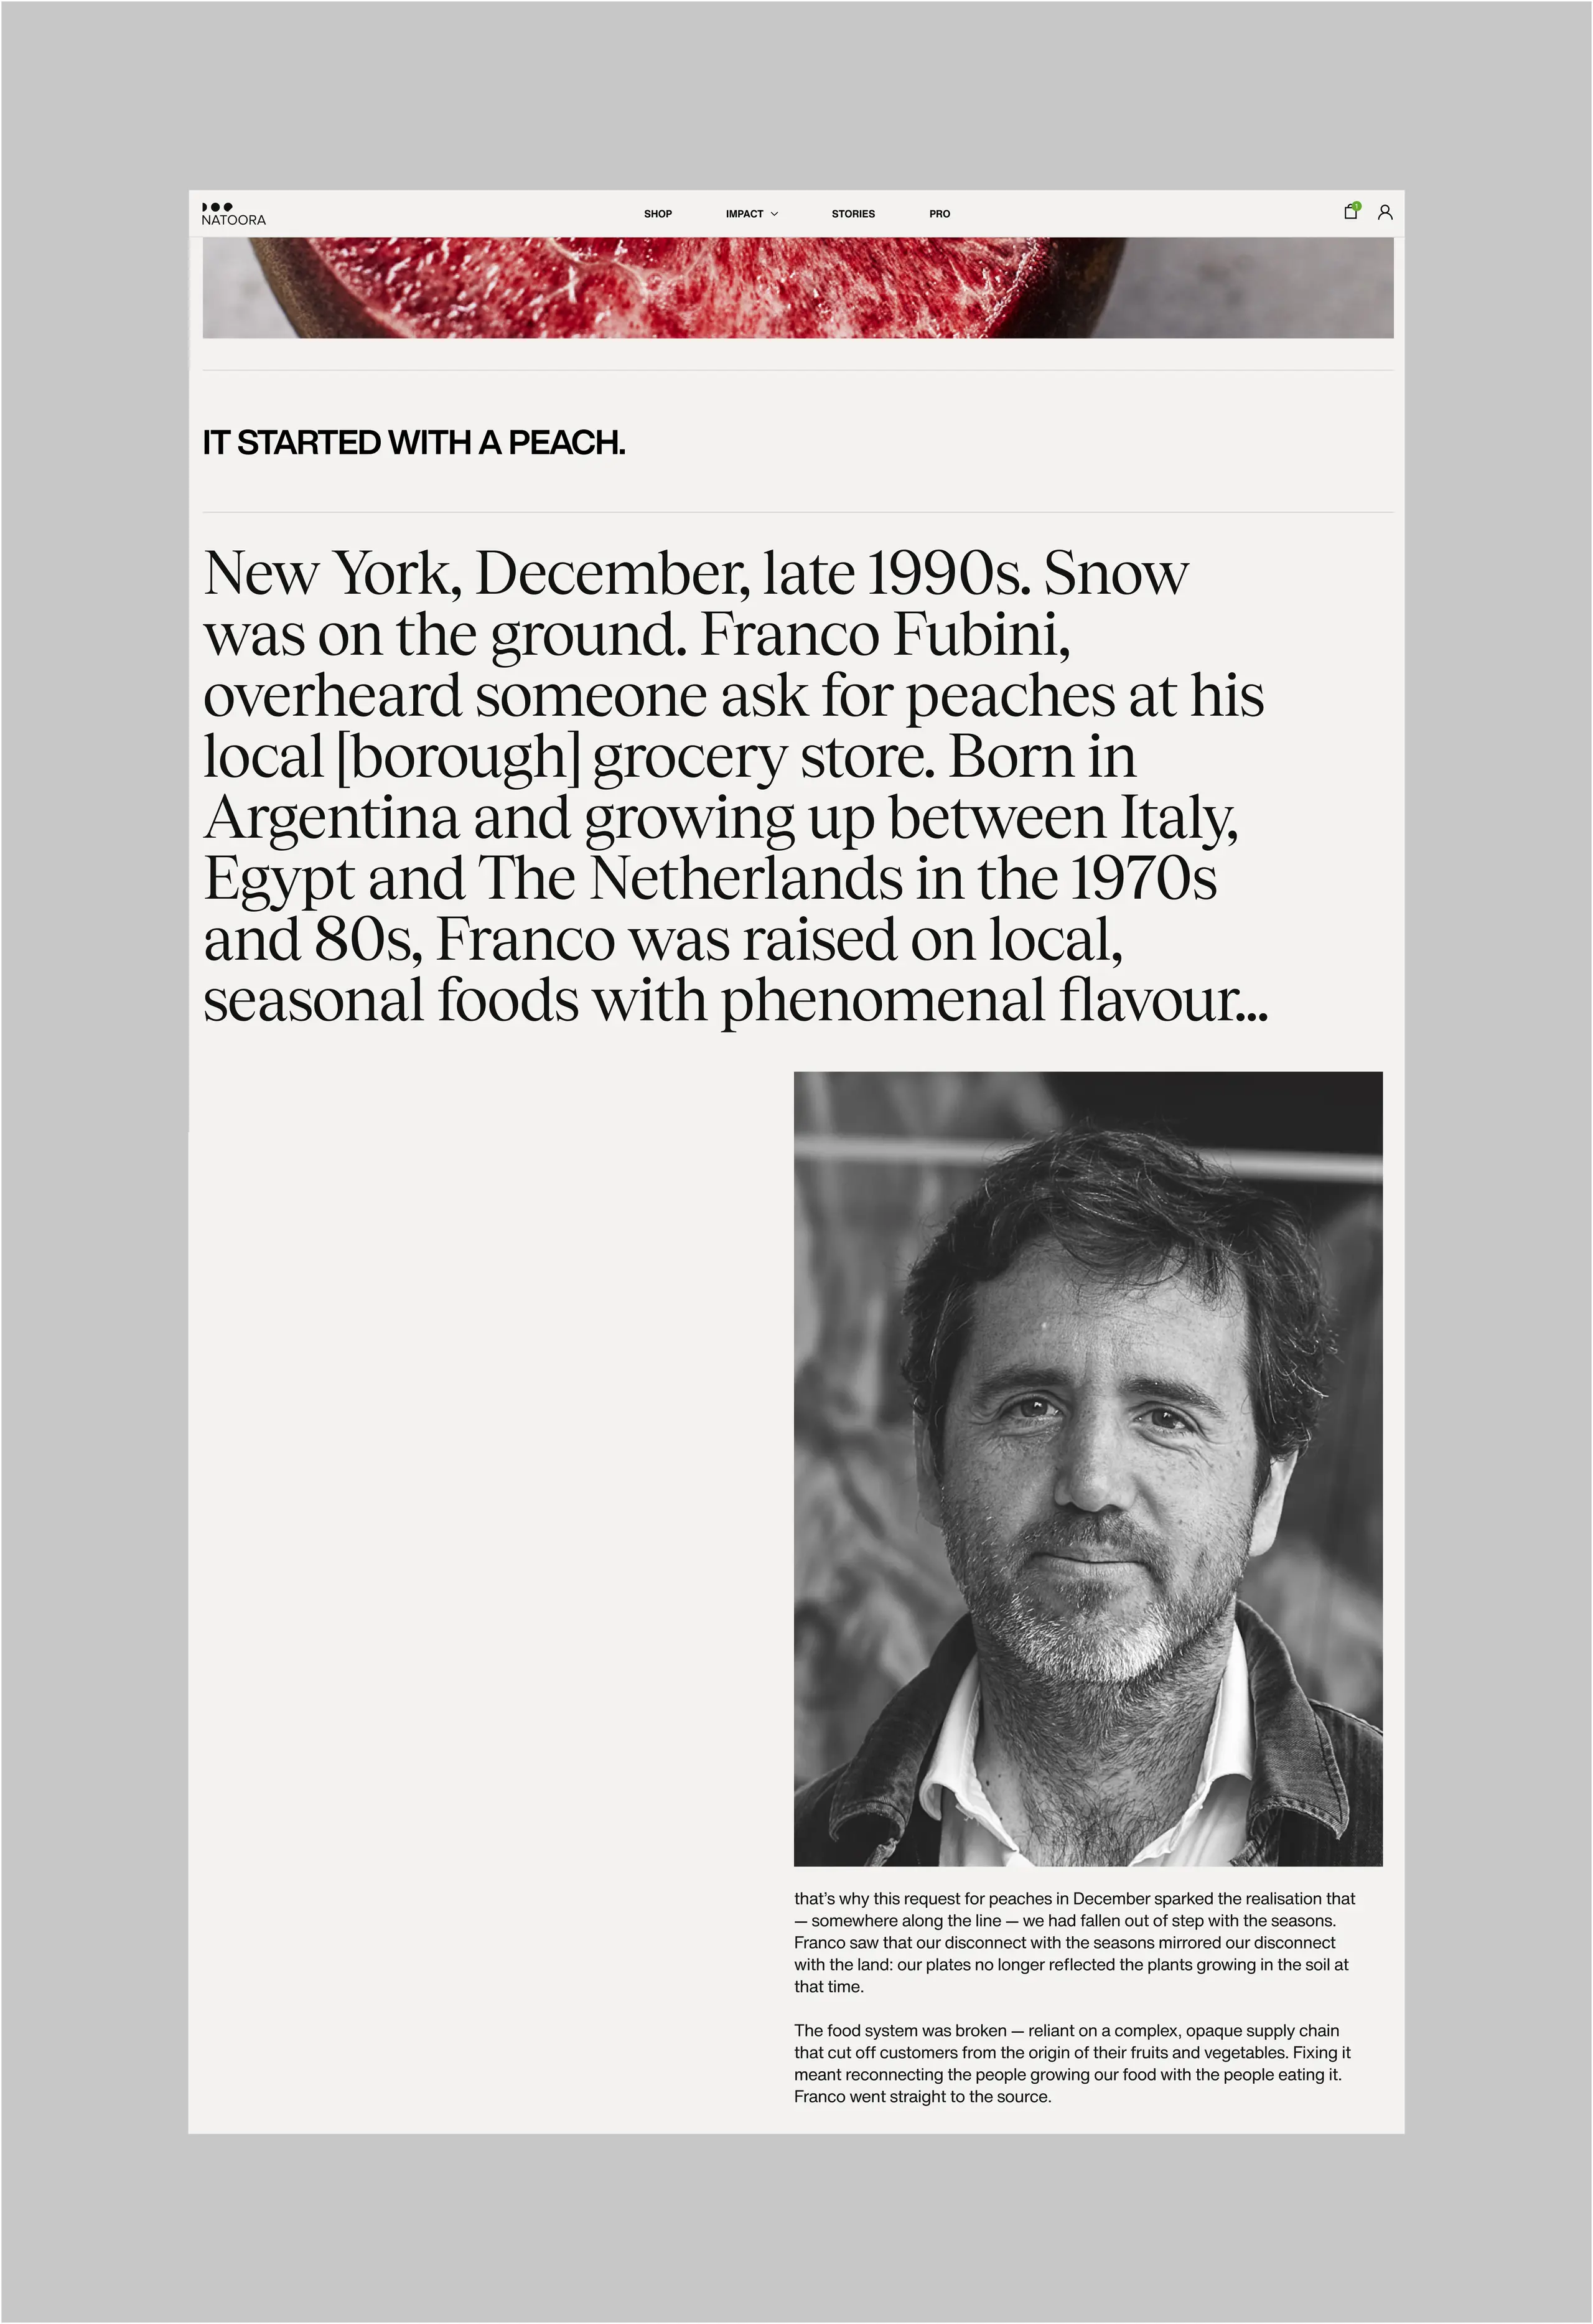 NATOORA
SHOP
IMPACT
STORIES
PRO
1
IT STARTED WITH A PEACH.
New York, December, late 1990s. Snow
was on the ground. Franco Fubini,
overheard someone ask for peaches at his
local [borough] grocery store. Born in
Argentina and growing up between Italy,
Egypt and The Netherlands in the 1970s
and 80s, Franco was raised on local,
seasonal foods with phenomenal flavour...
that’s why this request for peaches in December sparked the realisation that
— somewhere along the line — we had fallen out of step with the seasons.
Franco saw that our disconnect with the seasons mirrored our disconnect
with the land: our plates no longer reflected the plants growing in the soil at
that time.
The food system was broken — reliant on a complex, opaque supply chain
that cut off customers from the origin of their fruits and vegetables. Fixing it
meant reconnecting the people growing our food with the people eating it.
Franco went straight to the source.